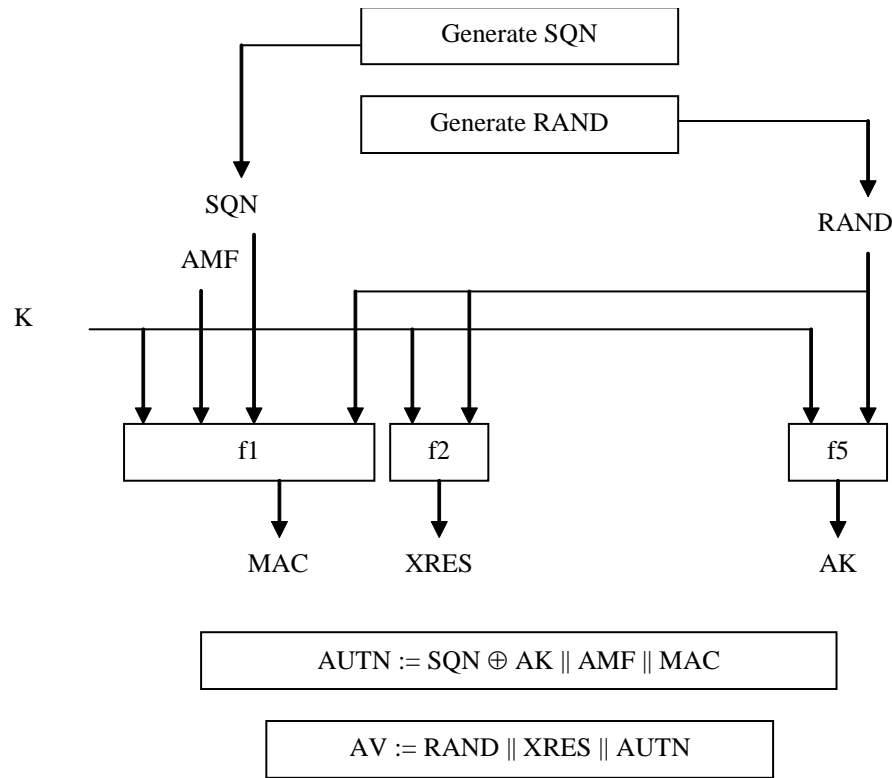 Generate SQN
Generate RAND
SQN
RAND
AMF
K
f1
f2
f5
MAC
XRES
AK
AUTN := SQN ⊕ AK || AMF || MAC
AV := RAND || XRES || AUTN